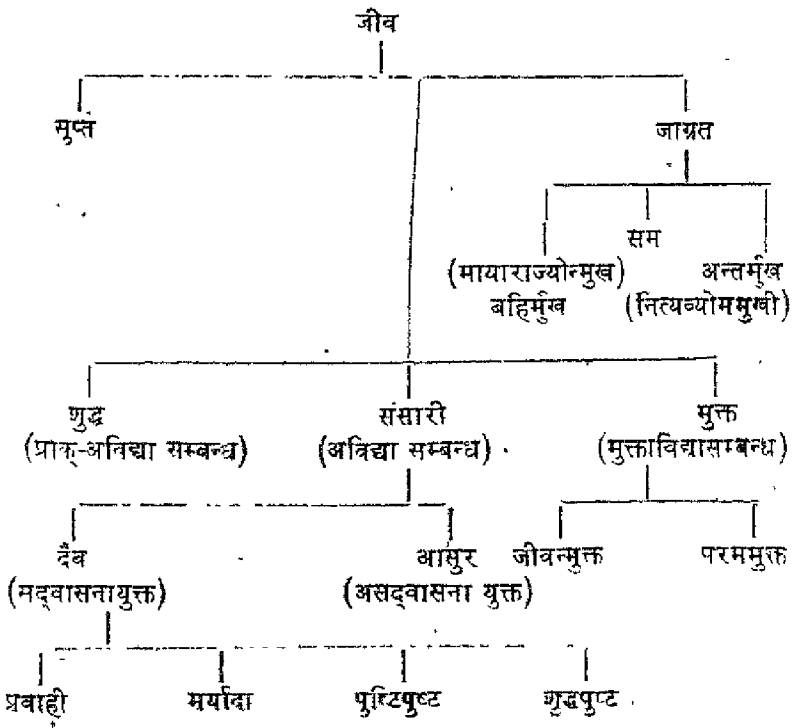 जीव
सुप्त जाग्रत
सम
(मायाराज्योन्मुख) अन्तर्मुख
बहिर्मुख (नित्यव्योममुखी)
शुद्ध संसारी मुक्त
(प्राक्-अविद्या सम्बन्ध) (अविद्या सम्बन्ध) (मुक्ताविद्यासम्बन्ध)
दैव आसुर जीवन्मुक्त परममुक्त
(सद्वासनायुक्त) (असद्वासना युक्त)
प्रवाही मर्यादा पुष्टिपुष्ट शुद्धपुष्ट